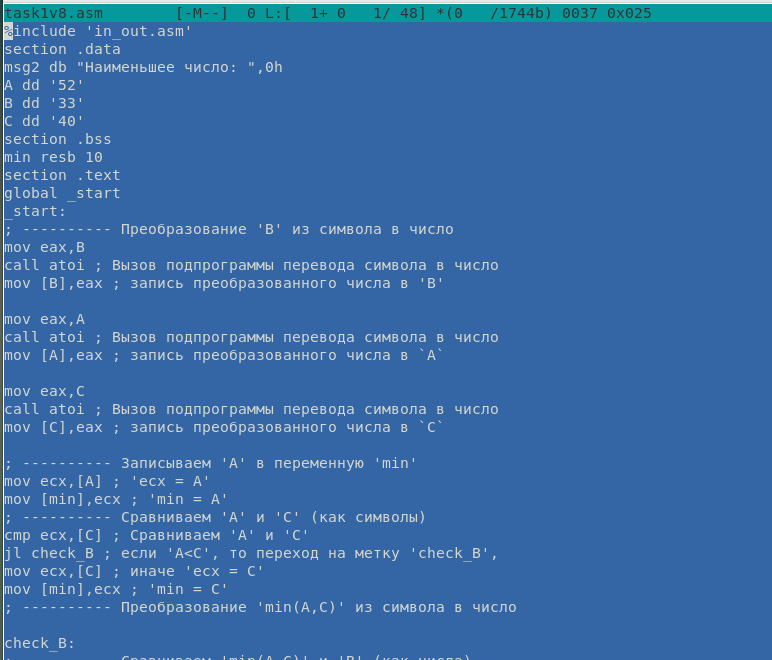 task1v8.asm        [-M--]  0 L:[  1+ 0   1/ 48] *(0   /1744b) 0037 0x025
%include 'in_out.asm'
section .data
msg2 db "Наименьшее число: ",0h
A dd '52'
B dd '33'
C dd '40'
section .bss
min resb 10
section .text
global _start
_start:
; ---------- Преобразование 'B' из символа в число
mov eax,B
call atoi ; Вызов подпрограммы перевода символа в число
mov [B],eax ; запись преобразованного числа в 'B'
mov eax,A
call atoi ; Вызов подпрограммы перевода символа в число
mov [A],eax ; запись преобразованного числа в `A`
mov eax,C
call atoi ; Вызов подпрограммы перевода символа в число
mov [C],eax ; запись преобразованного числа в `C`
; ---------- Записываем 'A' в переменную 'min'
mov ecx,[A] ; 'ecx = A'
mov [min],ecx ; 'min = A'
; ---------- Сравниваем 'A' и 'C' (как символы)
cmp ecx,[C] ; Сравниваем 'A' и 'C'
jl check_B ; если 'A<C', то переход на метку 'check_B',
mov ecx,[C] ; иначе 'ecx = C'
mov [min],ecx ; 'min = C'
; ---------- Преобразование 'min(A,C)' из символа в число
check_B:
; ---------- Сравниваем 'min(A,C)' и 'B' (как числа)